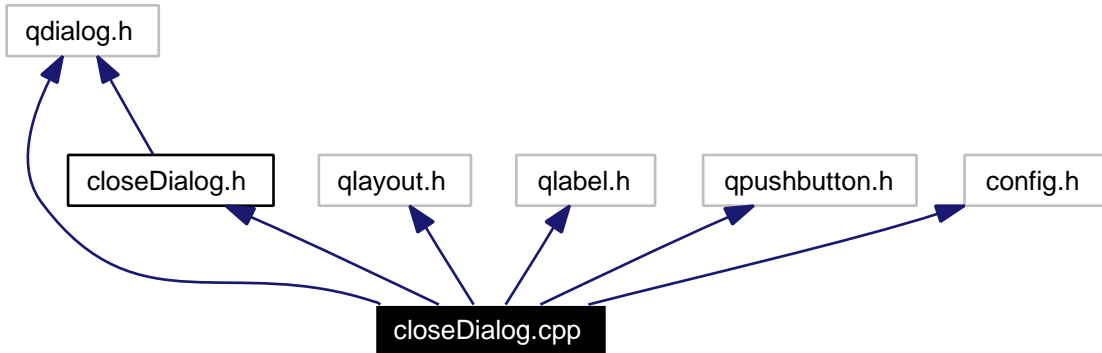 qdialog.h
closeDialog.h
qlayout.h
qlabel.h
qpushbutton.h
config.h
closeDialog.cpp